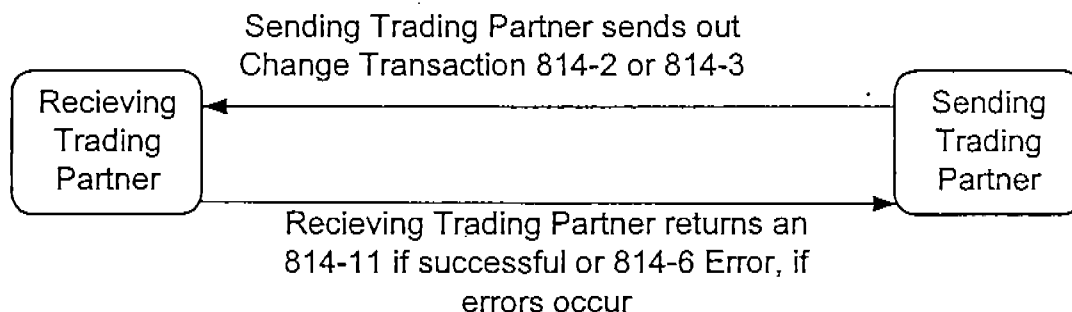 Sending Trading Partner sends out
Change Transaction 814-2 or 814-3
Recieving
Trading
Partner
Sending
Trading
Partner
Recieving Trading Partner returns an
814-11 if successful or 814-6 Error, if
errors occur